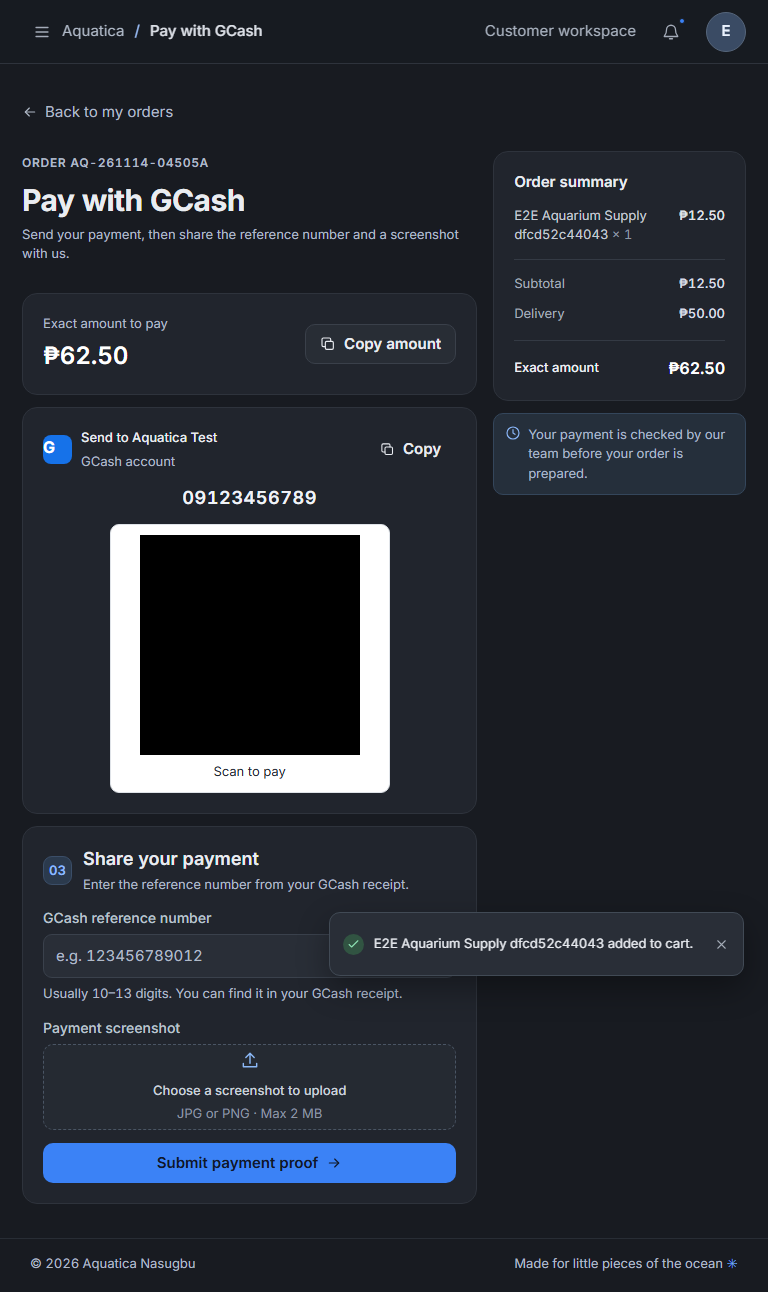 Aquatica / Pay with GCash
Customer workspace
E
← Back to my orders
ORDER AQ-261114-04505A
Pay with GCash
Send your payment, then share the reference number and a screenshot
with us.
Exact amount to pay
₱62.50
Copy amount
G
Send to Aquatica Test
GCash account
Copy
09123456789
Scan to pay
03
Share your payment
Enter the reference number from your GCash receipt.
GCash reference number
e.g. 123456789012
Usually 10–13 digits. You can find it in your GCash receipt.
Payment screenshot
Choose a screenshot to upload
JPG or PNG · Max 2 MB
Submit payment proof →
Order summary
E2E Aquarium Supply ₱12.50
dfcd52c44043 × 1
Subtotal ₱12.50
Delivery ₱50.00
Exact amount ₱62.50
Your payment is checked by our
team before your order is
prepared.
E2E Aquarium Supply dfcd52c44043 added to cart.
© 2026 Aquatica Nasugbu
Made for little pieces of the ocean ✳